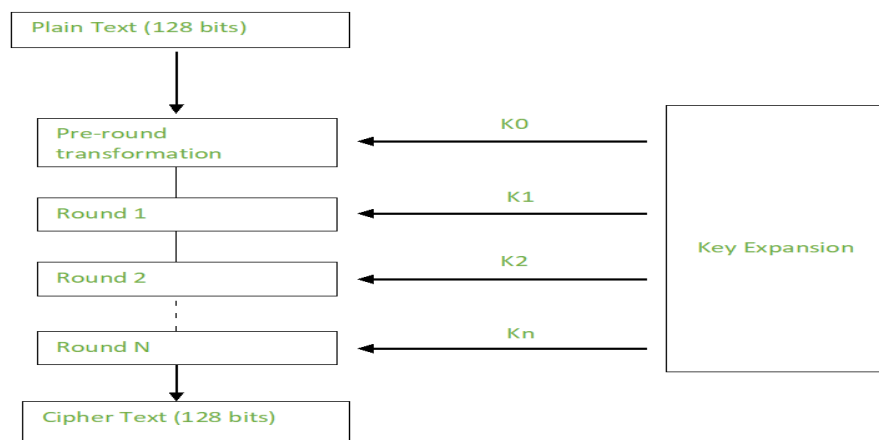 Plain Text (128 bits)
Pre-round
transformation
K0
Round 1
K1
Key Expansion
Round 2
K2
Round N
Kn
Cipher Text (128 bits)